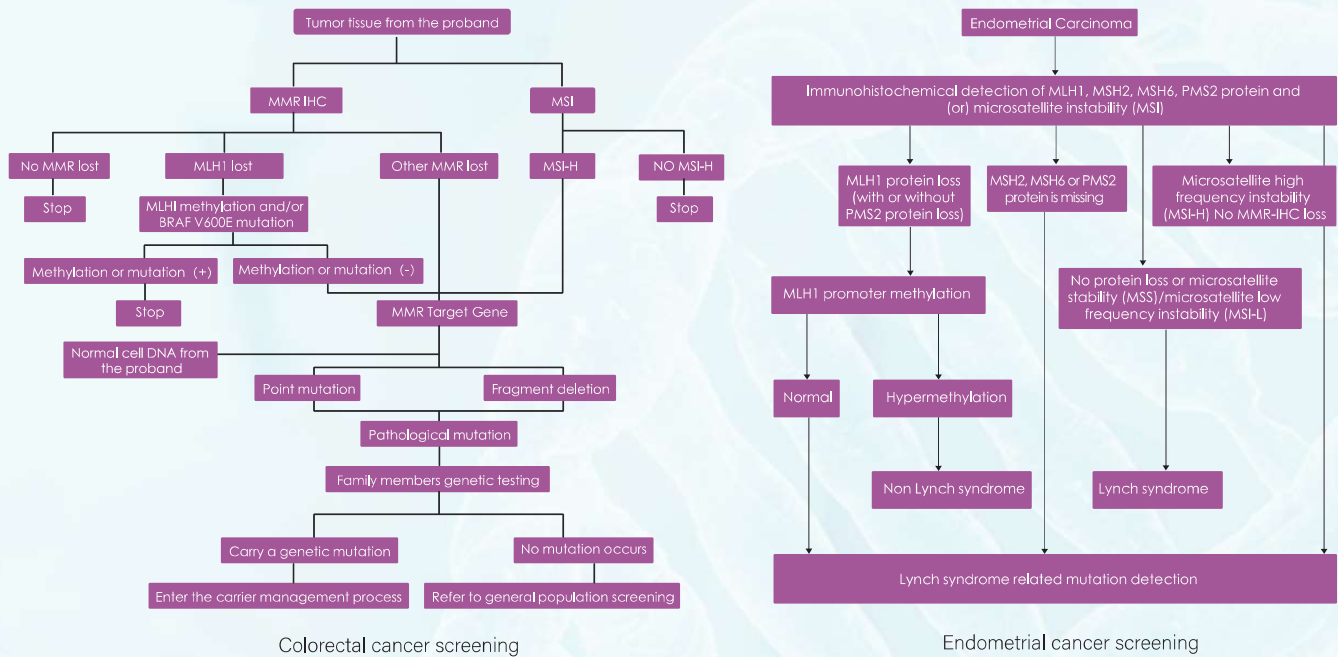 Tumor tissue from the proband
MMR IHC
MSI
No MMR lost
MLH1 lost
Other MMR lost
MSI-H
NO MSI-H
Stop
MLHI methylation and/or
BRAF V600E mutation
Stop
Methylation or mutation (+)
Methylation or mutation (-)
Stop
MMR Target Gene
Normal cell DNA from
the proband
Point mutation
Fragment deletion
Pathological mutation
Family members genetic testing
Carry a genetic mutation
No mutation occurs
Enter the carrier management process
Refer to general population screening
Colorectal cancer screening
Endometrial Carcinoma
Immunohistochemical detection of MLH1, MSH2, MSH6, PMS2 protein and
(or) microsatellite instability (MSI)
MLH1 protein loss
(with or without
PMS2 protein loss)
MSH2, MSH6 or PMS2
protein is missing
Microsatellite high
frequency instability
(MSI-H) No MMR-IHC loss
MLH1 promoter methylation
No protein loss or microsatellite
stability (MSS)/microsatellite low
frequency instability (MSI-L)
Normal
Hypermethylation
Non Lynch syndrome
Lynch syndrome
Lynch syndrome related mutation detection
Endometrial cancer screening